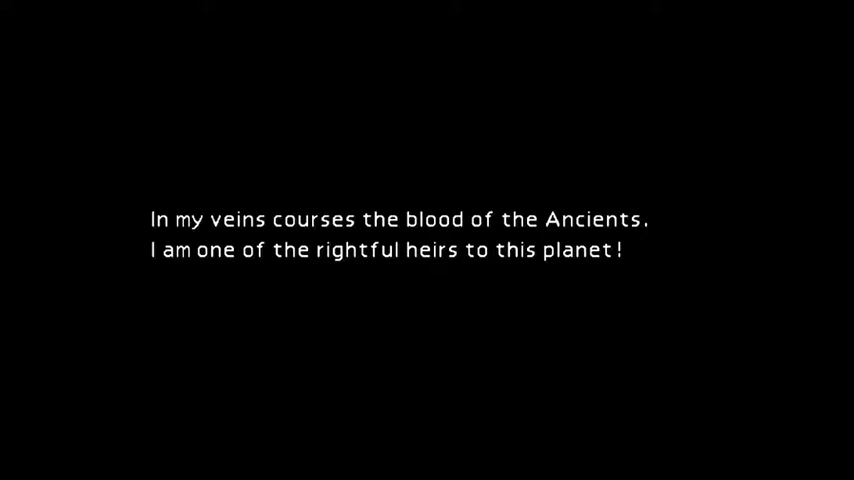 In my veins courses the blood of the Ancients.
I am one of the rightful heirs to this planet!